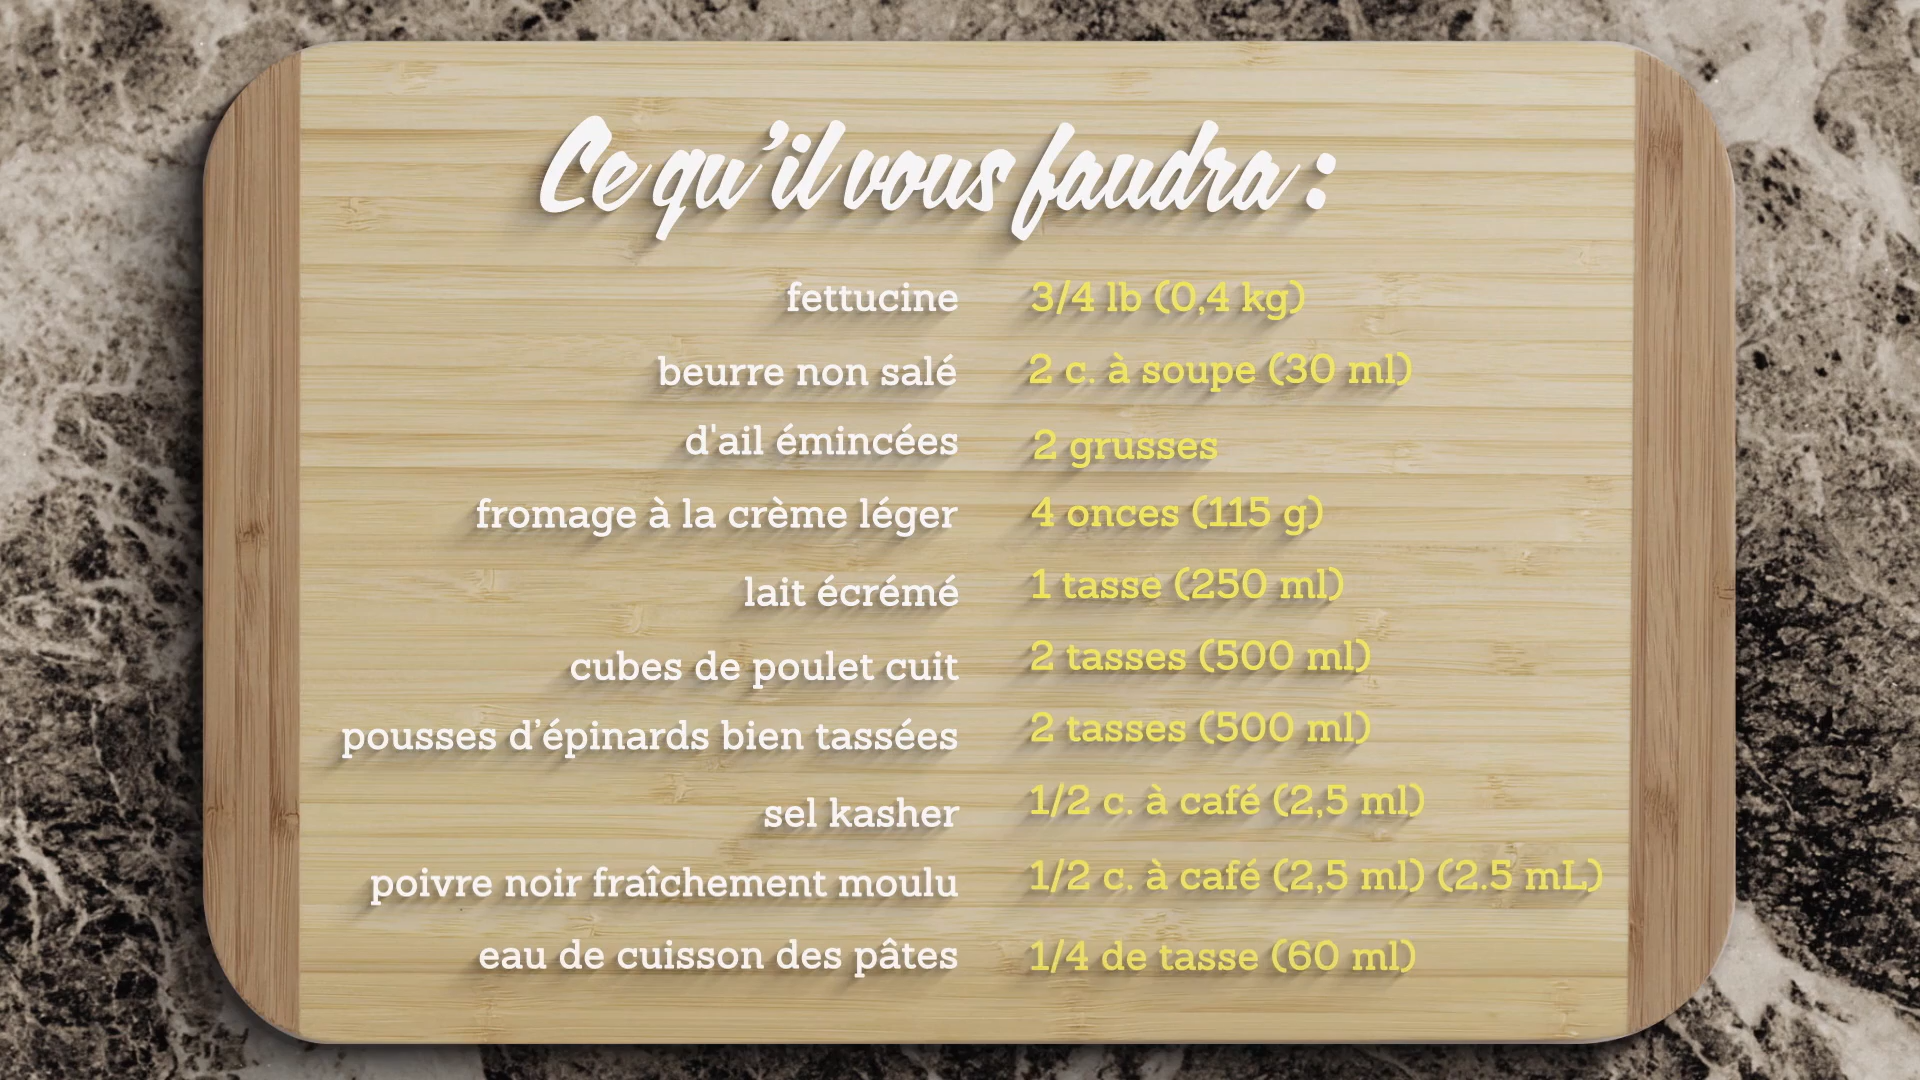 Ce qu'il vous faudra :
fettucine 3/4 lb (0,4 kg)
beurre non salé 2 c. à soupe (30 ml)
d'ail émincées 2 grusses
fromage à la crème léger 4 onces (115 g)
lait écrémé 1 tasse (250 ml)
cubes de poulet cuit 2 tasses (500 ml)
pousses d’épinards bien tassées 2 tasses (500 ml)
sel kasher 1/2 c. à café (2,5 ml)
poivre noir fraîchement moulu 1/2 c. à café (2,5 ml) (2.5 mL)
eau de cuisson des pâtes 1/4 de tasse (60 ml)